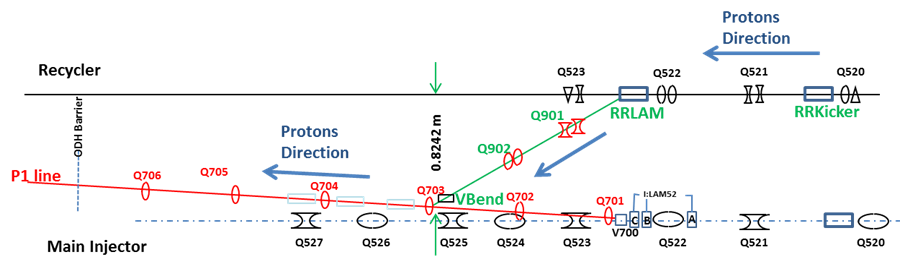 Protons
Direction
Recycler
Q523
Q522
Q521
Q520
RRLAM
RRKicker
Q901
ODH Barrier
0.8242 m
Protons
Direction
Q902
P1 line
Q706
Q705
Q704
Q703
VBend
Q702
Q701
I:LAM52
C
B
A
V700
Main Injector
Q527
Q526
Q525
Q524
Q523
Q522
Q521
Q520